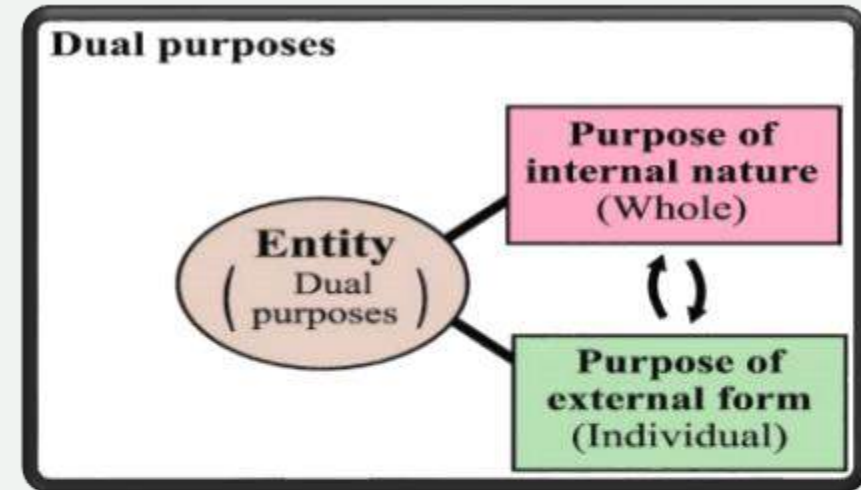 Dual purposes
Purpose of
internal nature
(Whole)
Entity
( Dual
purposes )
Purpose of
external form
(Individual)